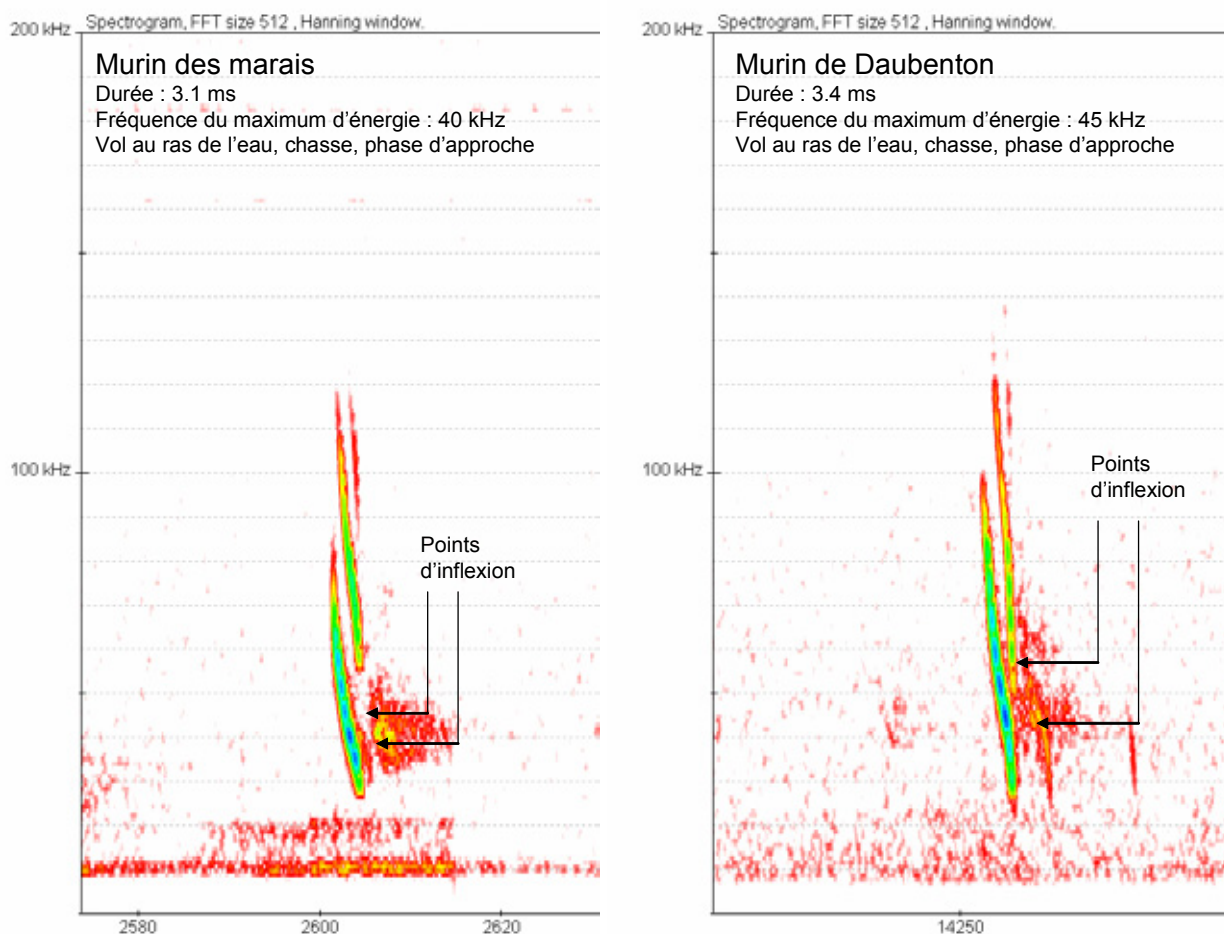 Spectrogram, FFT size 512 , Hanning window.
200 kHz
Murin des marais
Durée : 3.1 ms
Fréquence du maximum d'énergie : 40 kHz
Vol au ras de l'eau, chasse, phase d'approche
100 kHz
Points
d'inflexion
2580
2600
2620
Spectrogram, FFT size 512 , Hanning window.
200 kHz
Murin de Daubenton
Durée : 3.4 ms
Fréquence du maximum d'énergie : 45 kHz
Vol au ras de l'eau, chasse, phase d'approche
100 kHz
Points
d'inflexion
14250